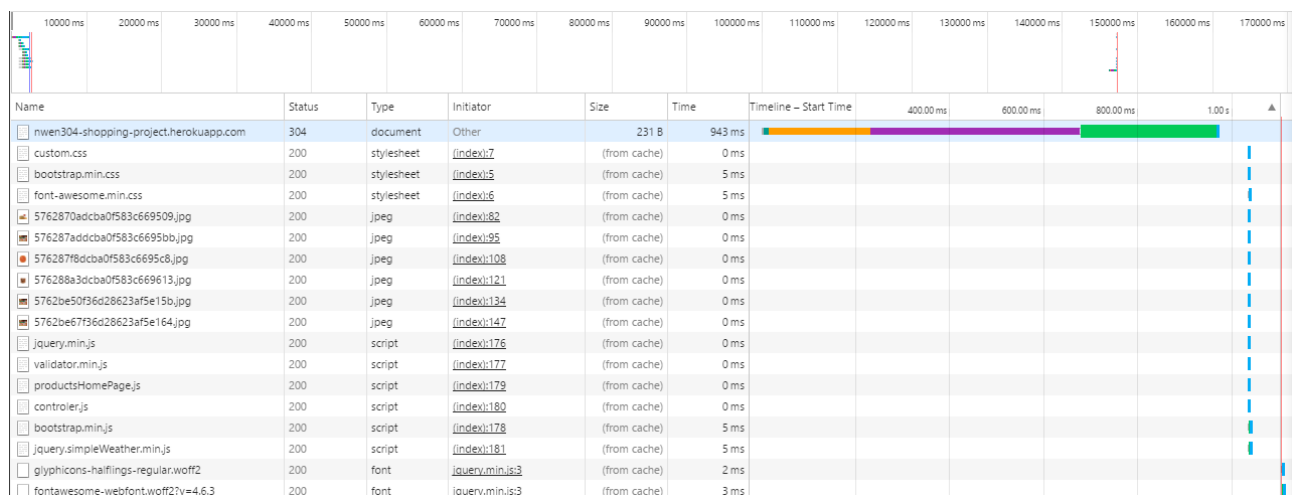 10000 ms 20000 ms 30000 ms 40000 ms 50000 ms 60000 ms 70000 ms 80000 ms 90000 ms 100000 ms 110000 ms 120000 ms 130000 ms 140000 ms 150000 ms 160000 ms 170000 ms
Name Status Type Initiator Size Time Timeline – Start Time 400.00 ms 600.00 ms 800.00 ms 1.00 s ▲
nwen304-shopping-project.herokuapp.com 304 document Other 231 B 943 ms
custom.css 200 stylesheet (index):7 (from cache) 0 ms
bootstrap.min.css 200 stylesheet (index):5 (from cache) 5 ms
font-awesome.min.css 200 stylesheet (index):6 (from cache) 5 ms
5762870adcba0f583c669509.jpg 200 jpeg (index):82 (from cache) 0 ms
576287addcba0f583c6695bb.jpg 200 jpeg (index):95 (from cache) 0 ms
576287f8dcba0f583c6695c8.jpg 200 jpeg (index):108 (from cache) 0 ms
576288a3dcba0f583c669613.jpg 200 jpeg (index):121 (from cache) 0 ms
5762be50f36d28623af5e15b.jpg 200 jpeg (index):134 (from cache) 0 ms
5762be67f36d28623af5e164.jpg 200 jpeg (index):147 (from cache) 0 ms
jquery.min.js 200 script (index):176 (from cache) 0 ms
validator.min.js 200 script (index):177 (from cache) 0 ms
productsHomePage.js 200 script (index):179 (from cache) 0 ms
controler.js 200 script (index):180 (from cache) 0 ms
bootstrap.min.js 200 script (index):178 (from cache) 5 ms
jquery.simpleWeather.min.js 200 script (index):181 (from cache) 5 ms
glyphicons-halflings-regular.woff2 200 font jquery.min.js:3 (from cache) 2 ms
fontawesome-webfont.woff2?v=4.6.3 200 font jquery.min.js:3 (from cache) 3 ms